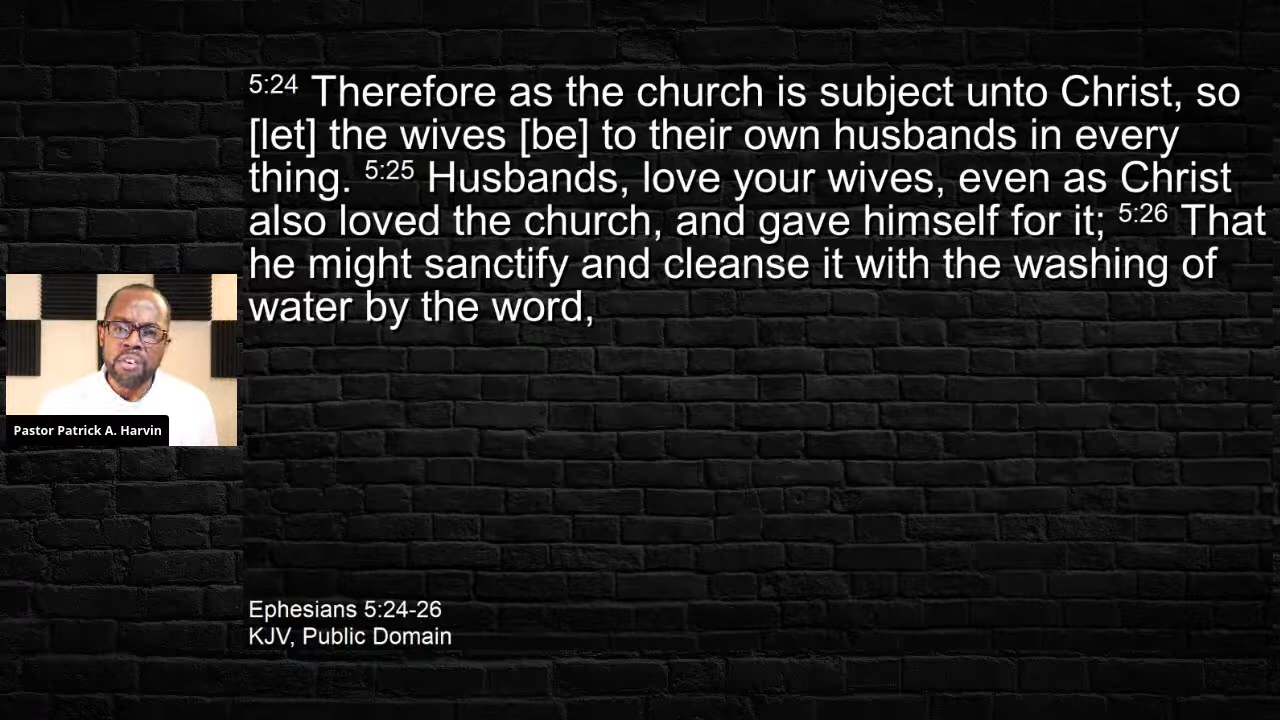 5:24 Therefore as the church is subject unto Christ, so
[let] the wives [be] to their own husbands in every
thing. 5:25 Husbands, love your wives, even as Christ
also loved the church, and gave himself for it; 5:26 That
he might sanctify and cleanse it with the washing of
water by the word,
Pastor Patrick A. Harvin
Ephesians 5:24-26
KJV, Public Domain